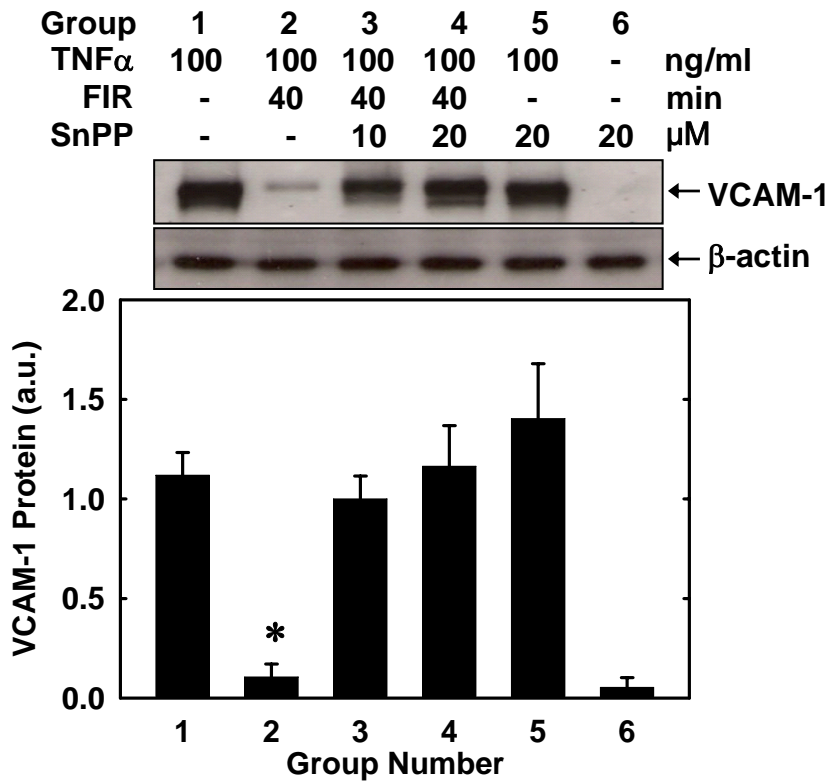 Group 1 2 3 4 5 6
TNFα 100 100 100 100 100 - ng/ml
FIR - 40 40 40 - - min
SnPP - - 10 20 20 20 µM
VCAM-1
β-actin
2.0
1.5
1.0
0.5
0.0
VCAM-1 Protein (a.u.)
*
1 2 3 4 5 6
Group Number